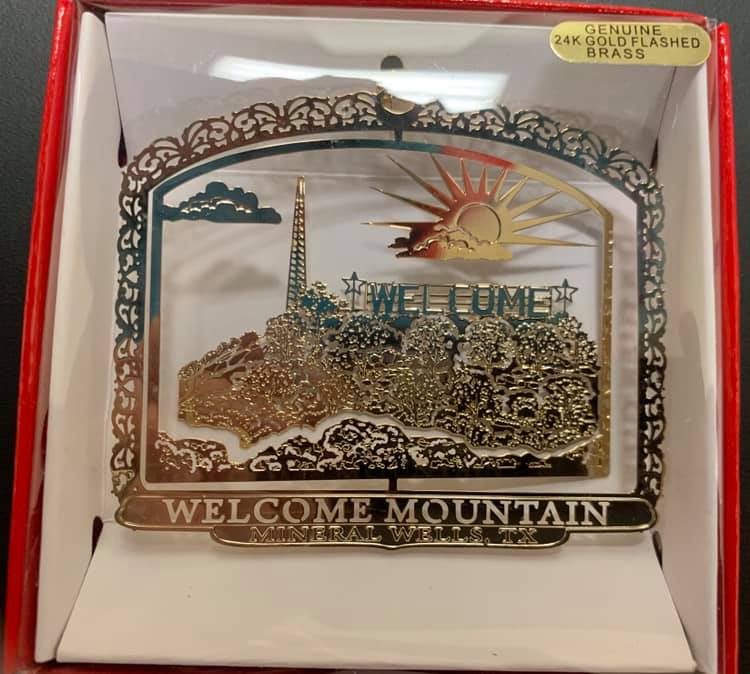 GENUINE
24K GOLD FLASHED
BRASS
WELCOME
WELCOME MOUNTAIN
MINERAL WELLS, TX